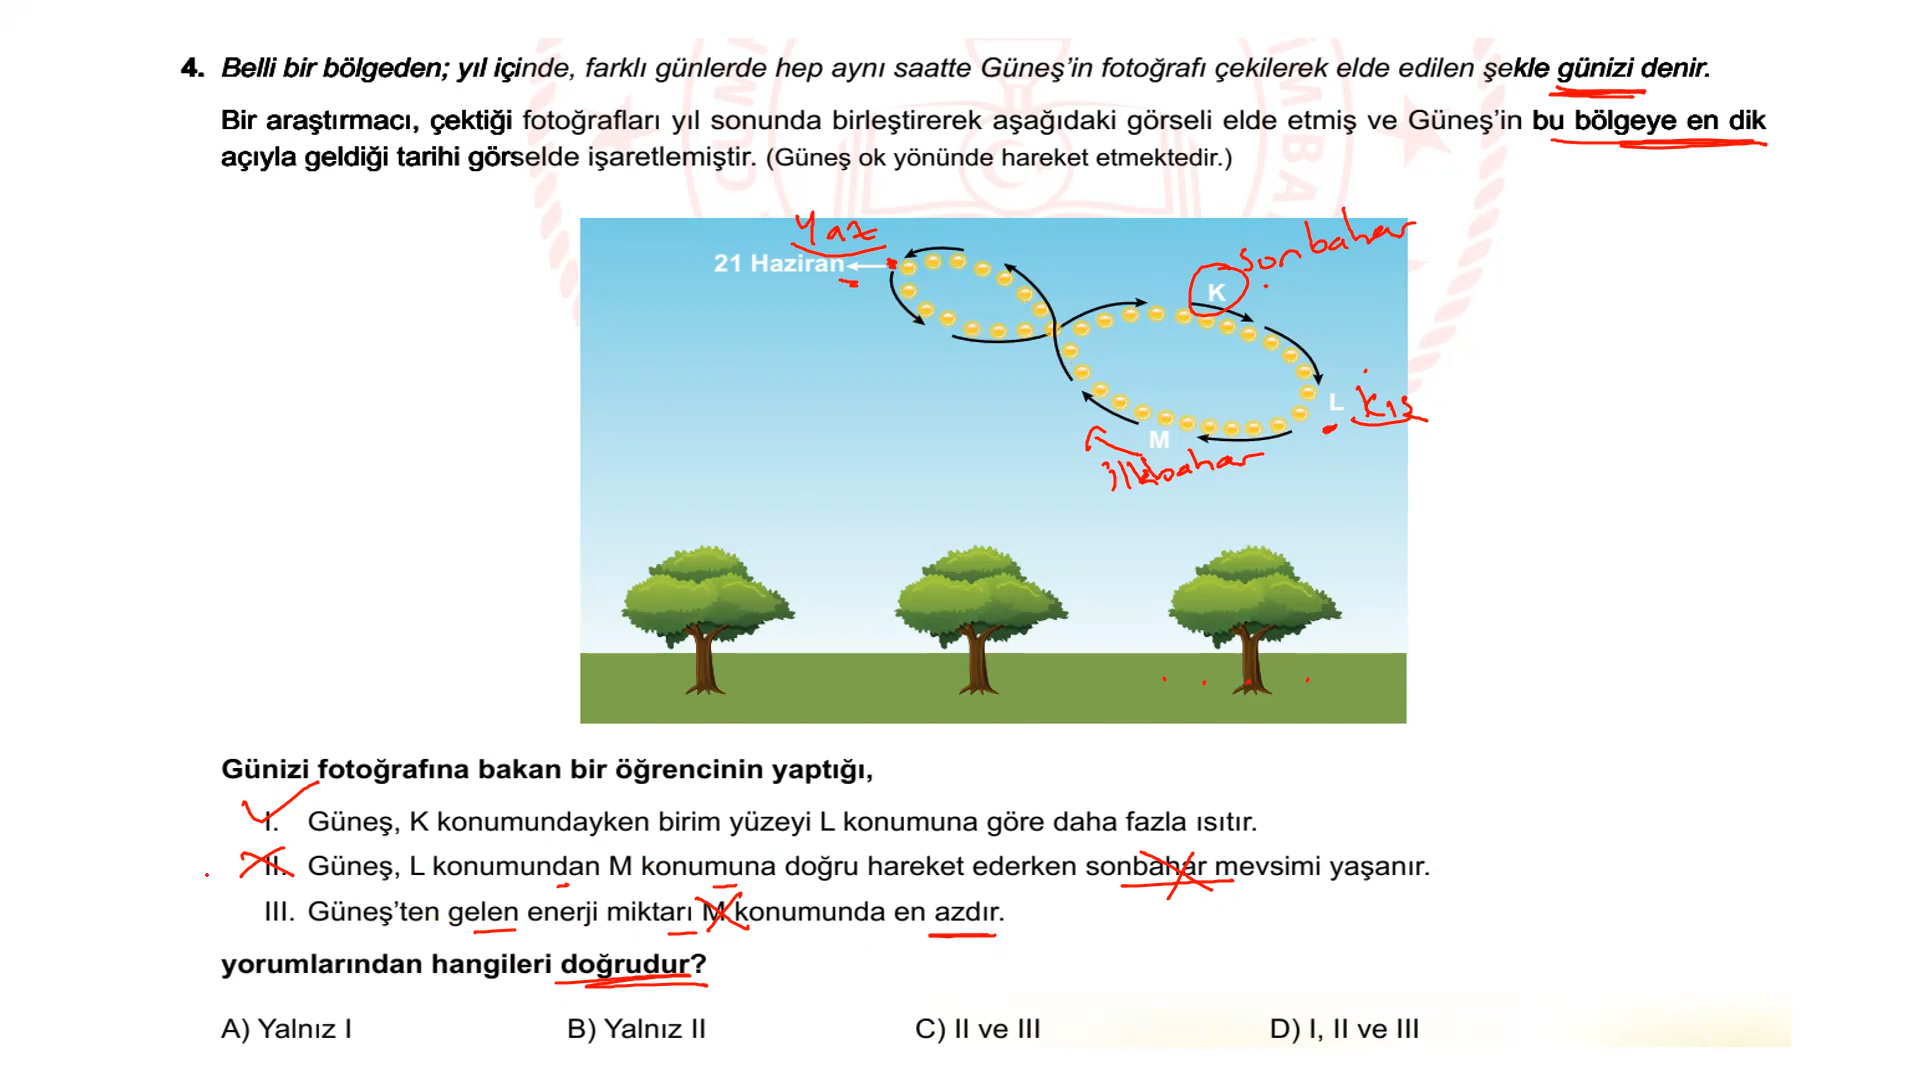 4. Belli bir bölgeden; yıl içinde, farklı günlerde hep aynı saatte Güneş'in fotoğrafı çekilerek elde edilen şekle günizi denir.
Bir araştırmacı, çektiği fotoğrafları yıl sonunda birleştirerek aşağıdaki görseli elde etmiş ve Güneş'in bu bölgeye en dik
açıyla geldiği tarihi görselde işaretlemiştir. (Güneş ok yönünde hareket etmektedir.)
Yaz
sonbahar
21 Haziran
K
L kış
M
ilkbahar
Günizi fotoğrafına bakan bir öğrencinin yaptığı,
I. Güneş, K konumundayken birim yüzeyi L konumuna göre daha fazla ısıtır.
II. Güneş, L konumundan M konumuna doğru hareket ederken sonbahar mevsimi yaşanır.
III. Güneş'ten gelen enerji miktarı M konumunda en azdır.
yorumlarından hangileri doğrudur?
A) Yalnız I B) Yalnız II C) II ve III D) I, II ve III